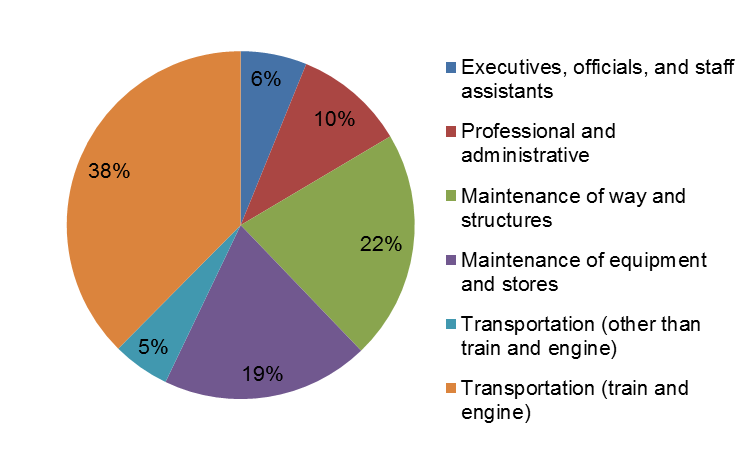 6%
10%
22%
19%
5%
38%
Executives, officials, and staff
assistants
Professional and
administrative
Maintenance of way and
structures
Maintenance of equipment
and stores
Transportation (other than
train and engine)
Transportation (train and
engine)